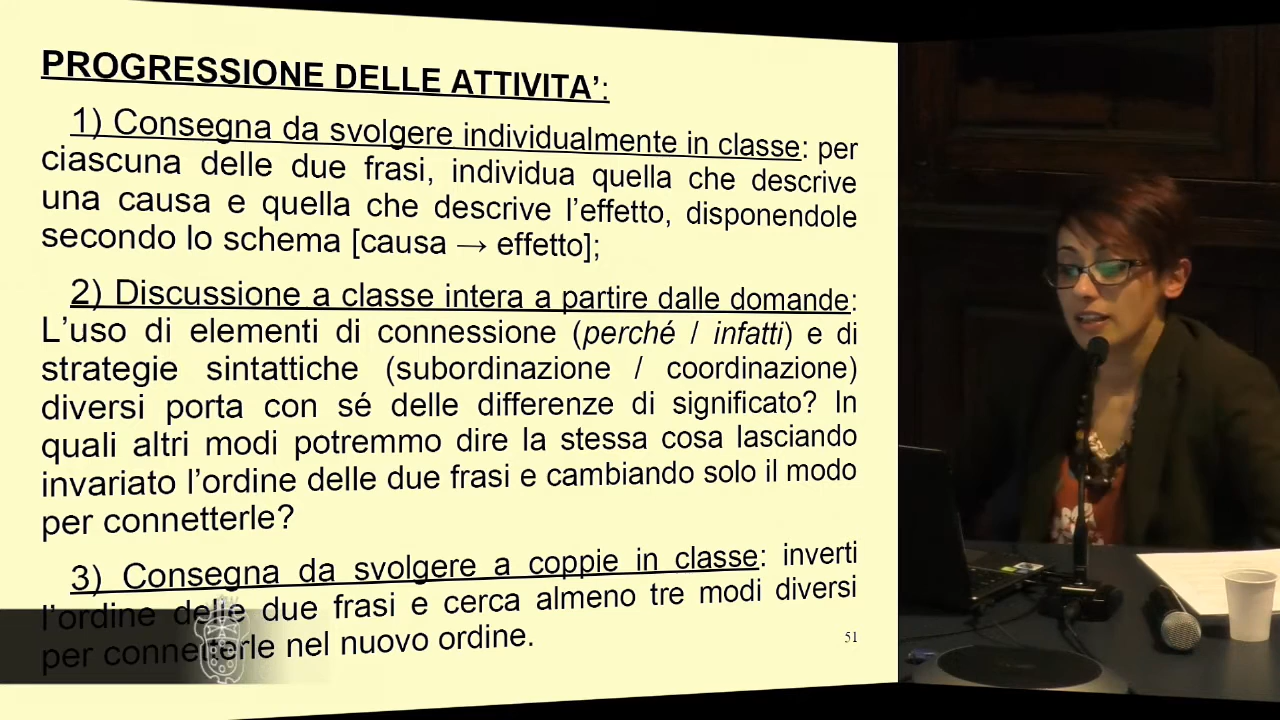 PROGRESSIONE DELLE ATTIVITA’:
1) Consegna da svolgere individualmente in classe: per
ciascuna delle due frasi, individua quella che descrive
una causa e quella che descrive l’effetto, disponendole
secondo lo schema [causa → effetto];
2) Discussione a classe intera a partire dalle domande:
L’uso di elementi di connessione (perché / infatti) e di
strategie sintattiche (subordinazione / coordinazione)
diversi porta con sé delle differenze di significato? In
quali altri modi potremmo dire la stessa cosa lasciando
invariato l’ordine delle due frasi e cambiando solo il modo
per connetterle?
3) Consegna da svolgere a coppie in classe: inverti
l’ordine delle due frasi e cerca almeno tre modi diversi
per connetterle nel nuovo ordine.
51